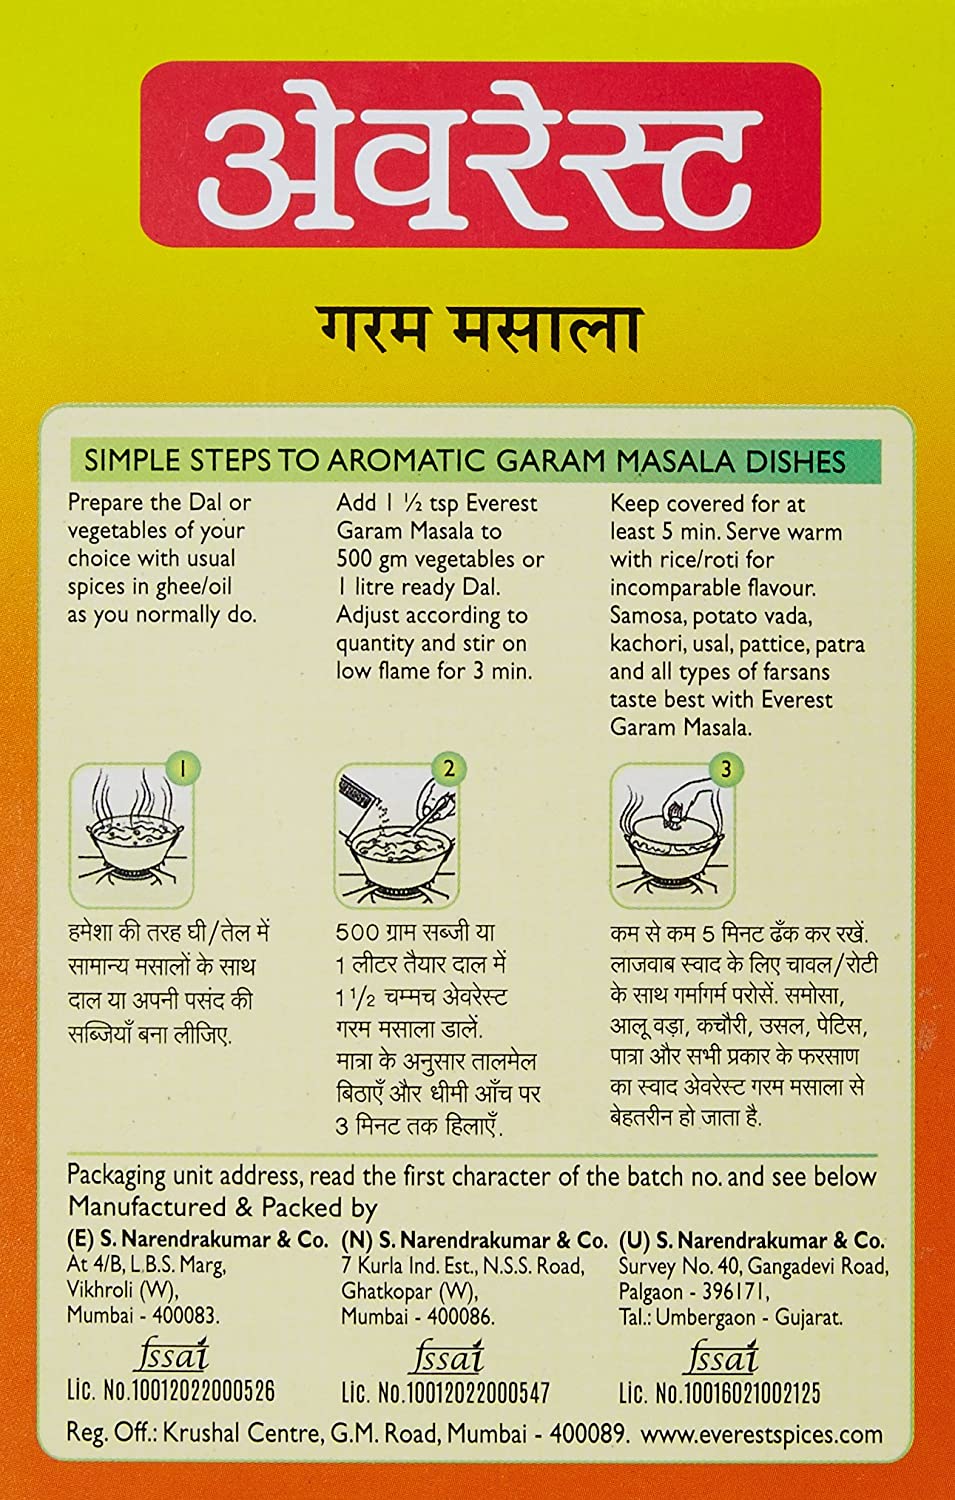 अेवरेस्ट
गरम मसाला
SIMPLE STEPS TO AROMATIC GARAM MASALA DISHES
Prepare the Dal or
vegetables of your
choice with usual
spices in ghee/oil
as you normally do.
Add 1 ½ tsp Everest
Garam Masala to
500 gm vegetables or
1 litre ready Dal.
Adjust according to
quantity and stir on
low flame for 3 min.
Keep covered for at
least 5 min. Serve warm
with rice/roti for
incomparable flavour.
Samosa, potato vada,
kachori, usal, pattice, patra
and all types of farsans
taste best with Everest
Garam Masala.
1
2
3
हमेशा की तरह घी/तेल में
सामान्य मसालों के साथ
दाल या अपनी पसंद की
सब्जियाँ बना लीजिए.
500 ग्राम सब्जी या
1 लीटर तैयार दाल में
1 1/2 चम्मच अेवरेस्ट
गरम मसाला डालें.
मात्रा के अनुसार तालमेल
बिठाएँ और धीमी आँच पर
3 मिनट तक हिलाएँ.
कम से कम 5 मिनट ढँक कर रखें.
लाजवाब स्वाद के लिए चावल/रोटी
के साथ गर्मागर्म परोसें. समोसा,
आलू वड़ा, कचौरी, उसल, पेटिस,
पात्रा और सभी प्रकार के फरसाण
का स्वाद अेवरेस्ट गरम मसाला से
बेहतरीन हो जाता है.
Packaging unit address, read the first character of the batch no. and see below
Manufactured & Packed by
(E) S. Narendrakumar & Co.
At 4/B, L.B.S. Marg,
Vikhroli (W),
Mumbai - 400083.
fssai
Lic. No.10012022000526
(N) S. Narendrakumar & Co.
7 Kurla Ind. Est., N.S.S. Road,
Ghatkopar (W),
Mumbai - 400086.
fssai
Lic. No.10012022000547
(U) S. Narendrakumar & Co.
Survey No. 40, Gangadevi Road,
Palgaon - 396171,
Tal.: Umbergaon - Gujarat.
fssai
Lic. No.10016021002125
Reg. Off.: Krushal Centre, G.M. Road, Mumbai - 400089. www.everestspices.com